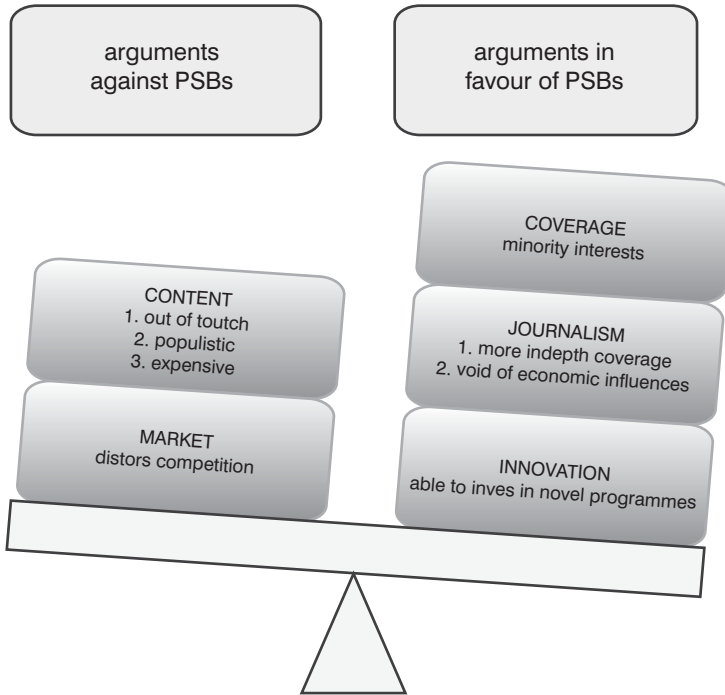 arguments
against PSBs
arguments in
favour of PSBs
CONTENT
1. out of toutch
2. populistic
3. expensive
MARKET
distors competition
COVERAGE
minority interests
JOURNALISM
1. more indepth coverage
2. void of economic influences
INNOVATION
able to inves in novel programmes